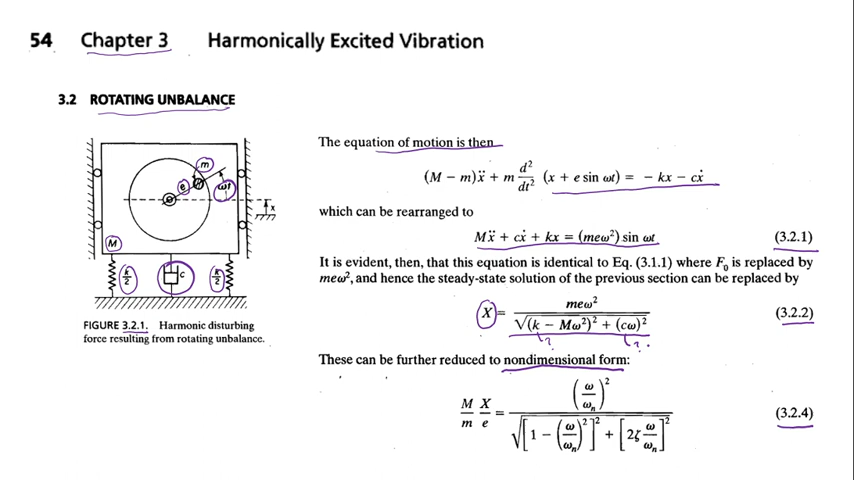 54 Chapter 3 Harmonically Excited Vibration
3.2 ROTATING UNBALANCE
m
e
ωt
x
M
k/2
c
k/2
FIGURE 3.2.1. Harmonic disturbing
force resulting from rotating unbalance.
The equation of motion is then
(M − m)ẍ + m d²/dt² (x + e sin ωt) = − kx − cẋ
which can be rearranged to
Mẍ + cẋ + kx = (meω²) sin ωt (3.2.1)
It is evident, then, that this equation is identical to Eq. (3.1.1) where F₀ is replaced by
meω², and hence the steady-state solution of the previous section can be replaced by
X = meω² / √((k − Mω²)² + (cω)²) (3.2.2)
? ?.
These can be further reduced to nondimensional form:
M/m X/e = (ω/ωₙ)² / √([1 − (ω/ωₙ)²]² + [2ζ ω/ωₙ]²) (3.2.4)